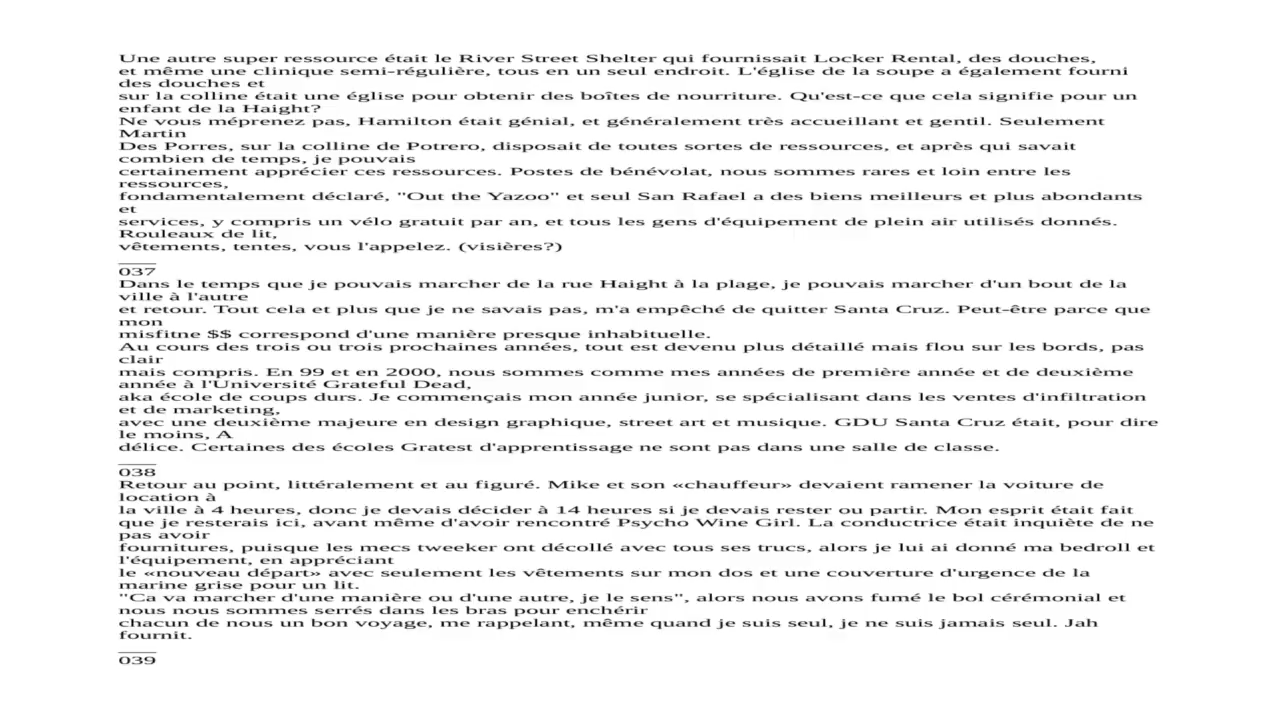 Une autre super ressource était le River Street Shelter qui fournissait Locker Rental, des douches,
et même une clinique semi-régulière, tous en un seul endroit. L'église de la soupe a également fourni
des douches et
sur la colline était une église pour obtenir des boîtes de nourriture. Qu'est-ce que cela signifie pour un
enfant de la Haight?
Ne vous méprenez pas, Hamilton était génial, et généralement très accueillant et gentil. Seulement
Martin
Des Porres, sur la colline de Potrero, disposait de toutes sortes de ressources, et après qui savait
combien de temps, je pouvais
certainement apprécier ces ressources. Postes de bénévolat, nous sommes rares et loin entre les
ressources,
fondamentalement déclaré, "Out the Yazoo" et seul San Rafael a des biens meilleurs et plus abondants
et
services, y compris un vélo gratuit par an, et tous les gens d'équipement de plein air utilisés donnés.
Rouleaux de lit,
vêtements, tentes, vous l'appelez. (visières?)
____
037
Dans le temps que je pouvais marcher de la rue Haight à la plage, je pouvais marcher d'un bout de la
ville à l'autre
et retour. Tout cela et plus que je ne savais pas, m'a empêché de quitter Santa Cruz. Peut-être parce que
mon
misfitne $$ correspond d'une manière presque inhabituelle.
Au cours des trois ou trois prochaines années, tout est devenu plus détaillé mais flou sur les bords, pas
clair
mais compris. En 99 et en 2000, nous sommes comme mes années de première année et de deuxième
année à l'Université Grateful Dead,
aka école de coups durs. Je commençais mon année junior, se spécialisant dans les ventes d'infiltration
et de marketing,
avec une deuxième majeure en design graphique, street art et musique. GDU Santa Cruz était, pour dire
le moins, A
délice. Certaines des écoles Gratest d'apprentissage ne sont pas dans une salle de classe.
____
038
Retour au point, littéralement et au figuré. Mike et son «chauffeur» devaient ramener la voiture de
location à
la ville à 4 heures, donc je devais décider à 14 heures si je devais rester ou partir. Mon esprit était fait
que je resterais ici, avant même d'avoir rencontré Psycho Wine Girl. La conductrice était inquiète de ne
pas avoir
fournitures, puisque les mecs tweeker ont décollé avec tous ses trucs, alors je lui ai donné ma bedroll et
l'équipement, en appréciant
le «nouveau départ» avec seulement les vêtements sur mon dos et une couverture d'urgence de la
marine grise pour un lit.
"Ca va marcher d'une manière ou d'une autre, je le sens", alors nous avons fumé le bol cérémonial et
nous nous sommes serrés dans les bras pour enchérir
chacun de nous un bon voyage, me rappelant, même quand je suis seul, je ne suis jamais seul. Jah
fournit.
____
039